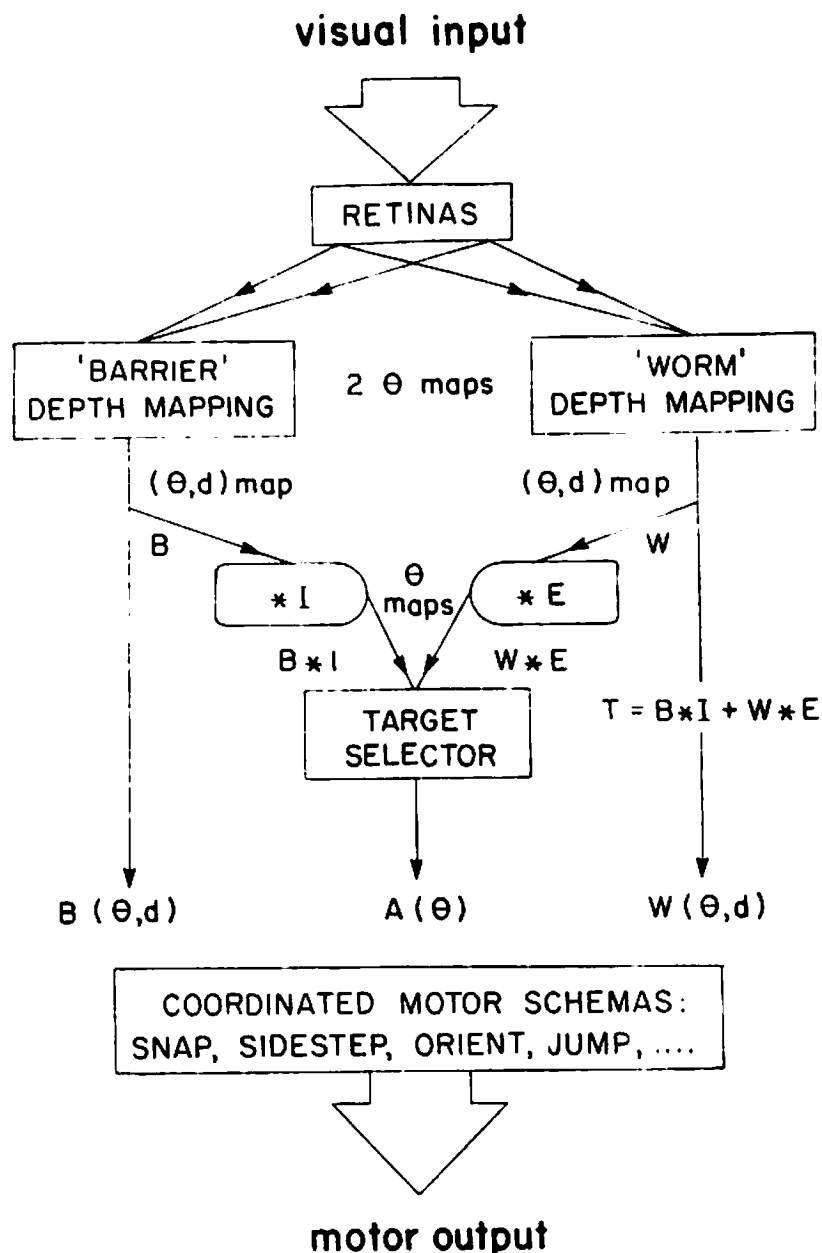 visual input
RETINAS
'BARRIER'
DEPTH MAPPING
2 θ maps
'WORM'
DEPTH MAPPING
(θ,d) map
(θ,d) map
B
W
* I
θ
maps
* E
B * I
W * E
TARGET
SELECTOR
T = B * I + W * E
B (θ,d)
A (θ)
W (θ,d)
COORDINATED MOTOR SCHEMAS:
SNAP, SIDESTEP, ORIENT, JUMP, ....
motor output